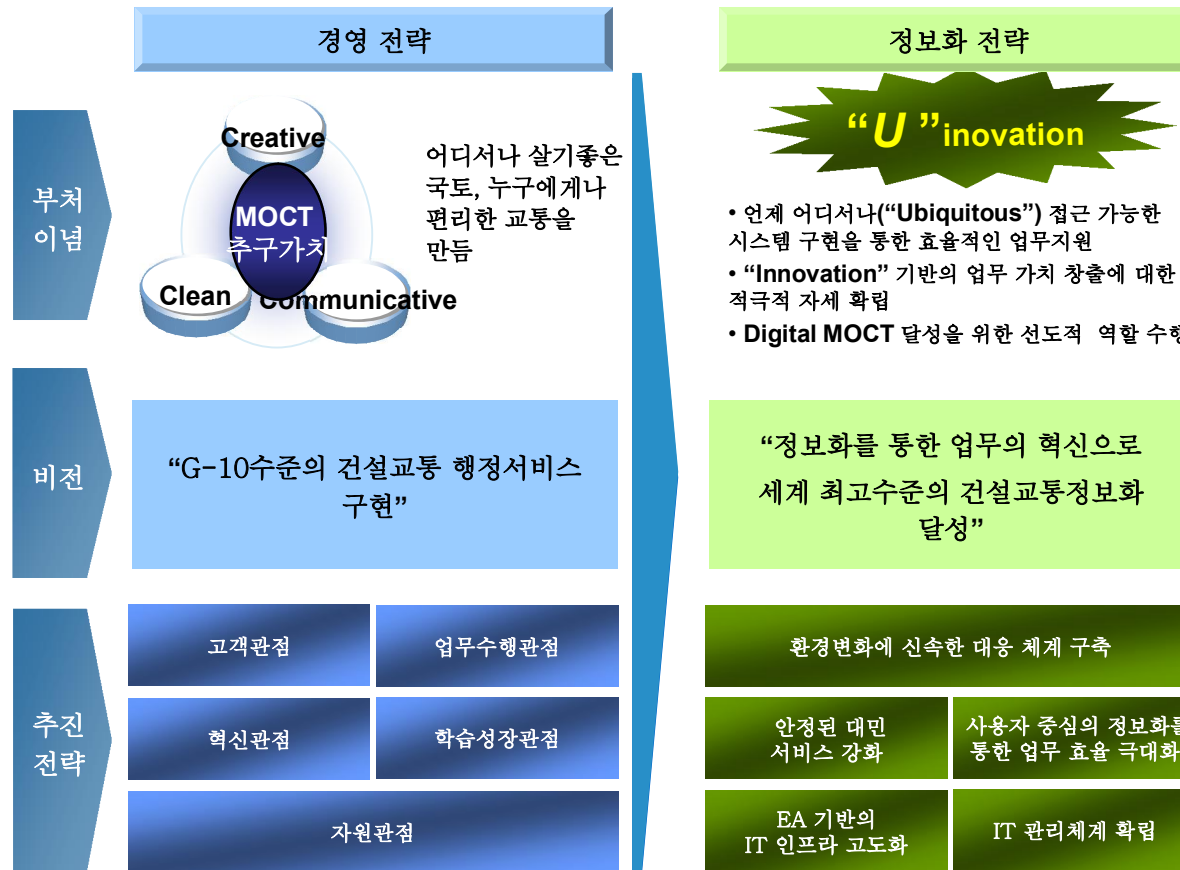 경영 전략
정보화 전략
부처
이념
Creative
MOCT
추구가치
Clean
Communicative
어디서나 살기좋은
국토, 누구에게나
편리한 교통을
만듬
“U ”inovation
• 언제 어디서나(“Ubiquitous”) 접근 가능한
시스템 구현을 통한 효율적인 업무지원
• “Innovation” 기반의 업무 가치 창출에 대한
적극적 자세 확립
• Digital MOCT 달성을 위한 선도적 역할 수행
비전
“G-10수준의 건설교통 행정서비스
구현”
“정보화를 통한 업무의 혁신으로
세계 최고수준의 건설교통정보화
달성”
추진
전략
고객관점
업무수행관점
혁신관점
학습성장관점
자원관점
환경변화에 신속한 대응 체계 구축
안정된 대민
서비스 강화
사용자 중심의 정보화를
통한 업무 효율 극대화
EA 기반의
IT 인프라 고도화
IT 관리체계 확립